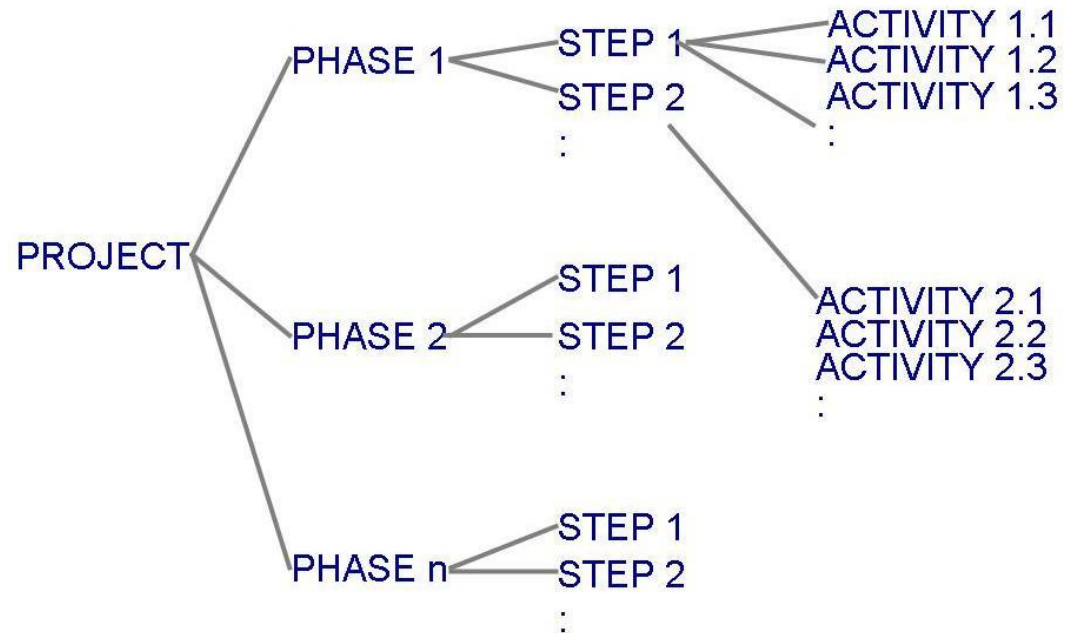 PROJECT
PHASE 1
STEP 1
ACTIVITY 1.1
ACTIVITY 1.2
ACTIVITY 1.3
:
STEP 2
:
ACTIVITY 2.1
ACTIVITY 2.2
ACTIVITY 2.3
:
PHASE 2
STEP 1
STEP 2
:
PHASE n
STEP 1
STEP 2
: